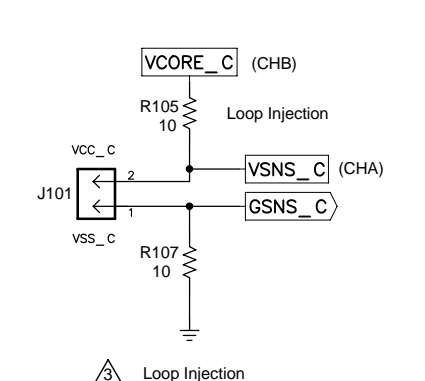 VCORE_C (CHB)
R105
10
Loop Injection
VCC_C
2
VSNS_C (CHA)
J101
1
GSNS_C
VSS_C
R107
10
3 Loop Injection